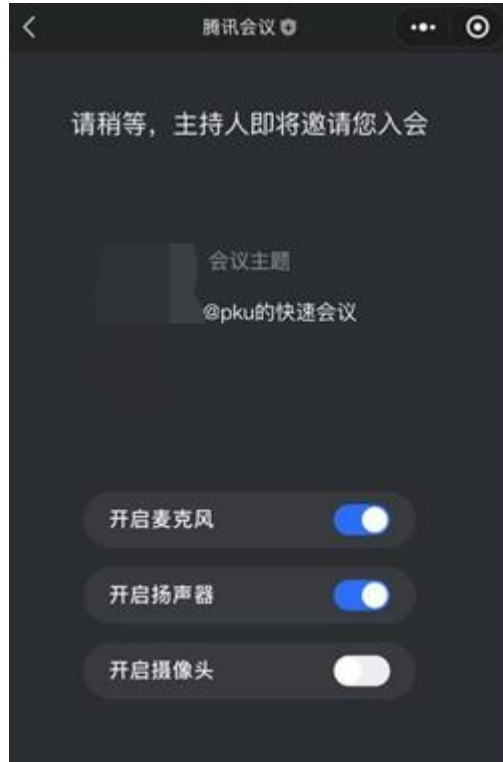 腾讯会议
请稍等，主持人即将邀请您入会
会议主题
@pku的快速会议
开启麦克风
开启扬声器
开启摄像头